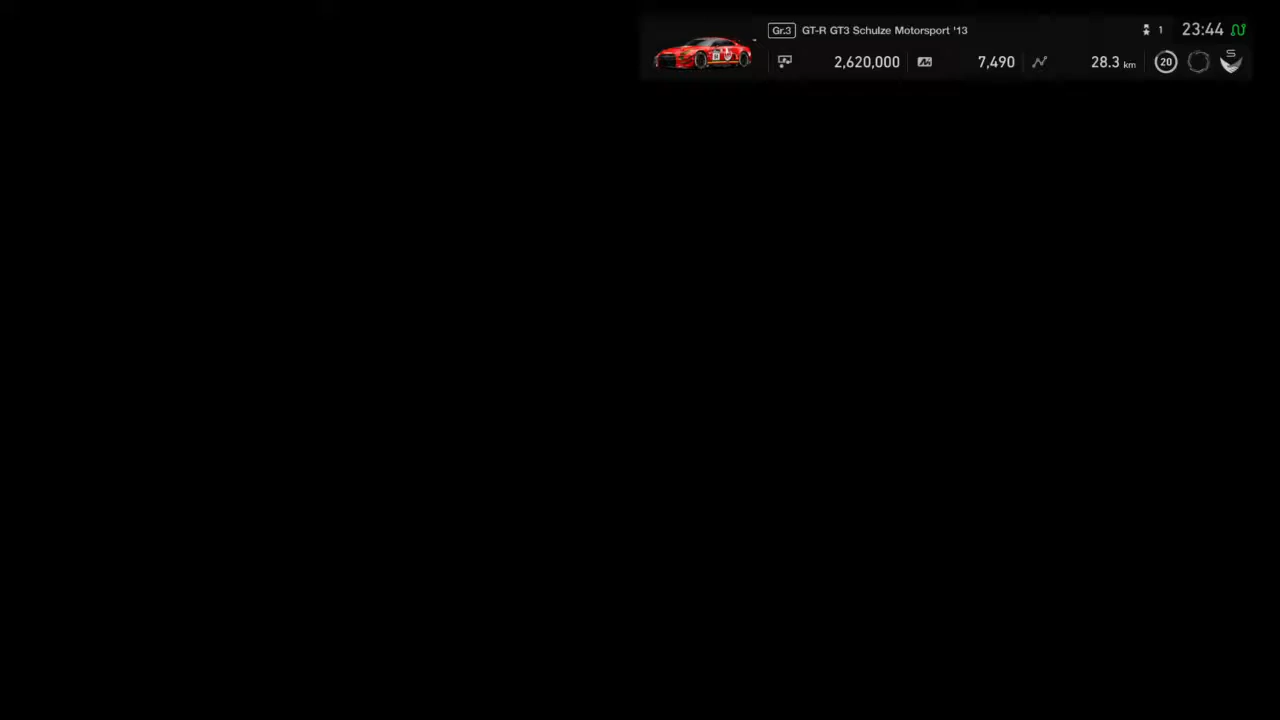 Gr.3 GT-R GT3 Schulze Motorsport '13 1 23:44
2,620,000 7,490 28.3 km 20 S